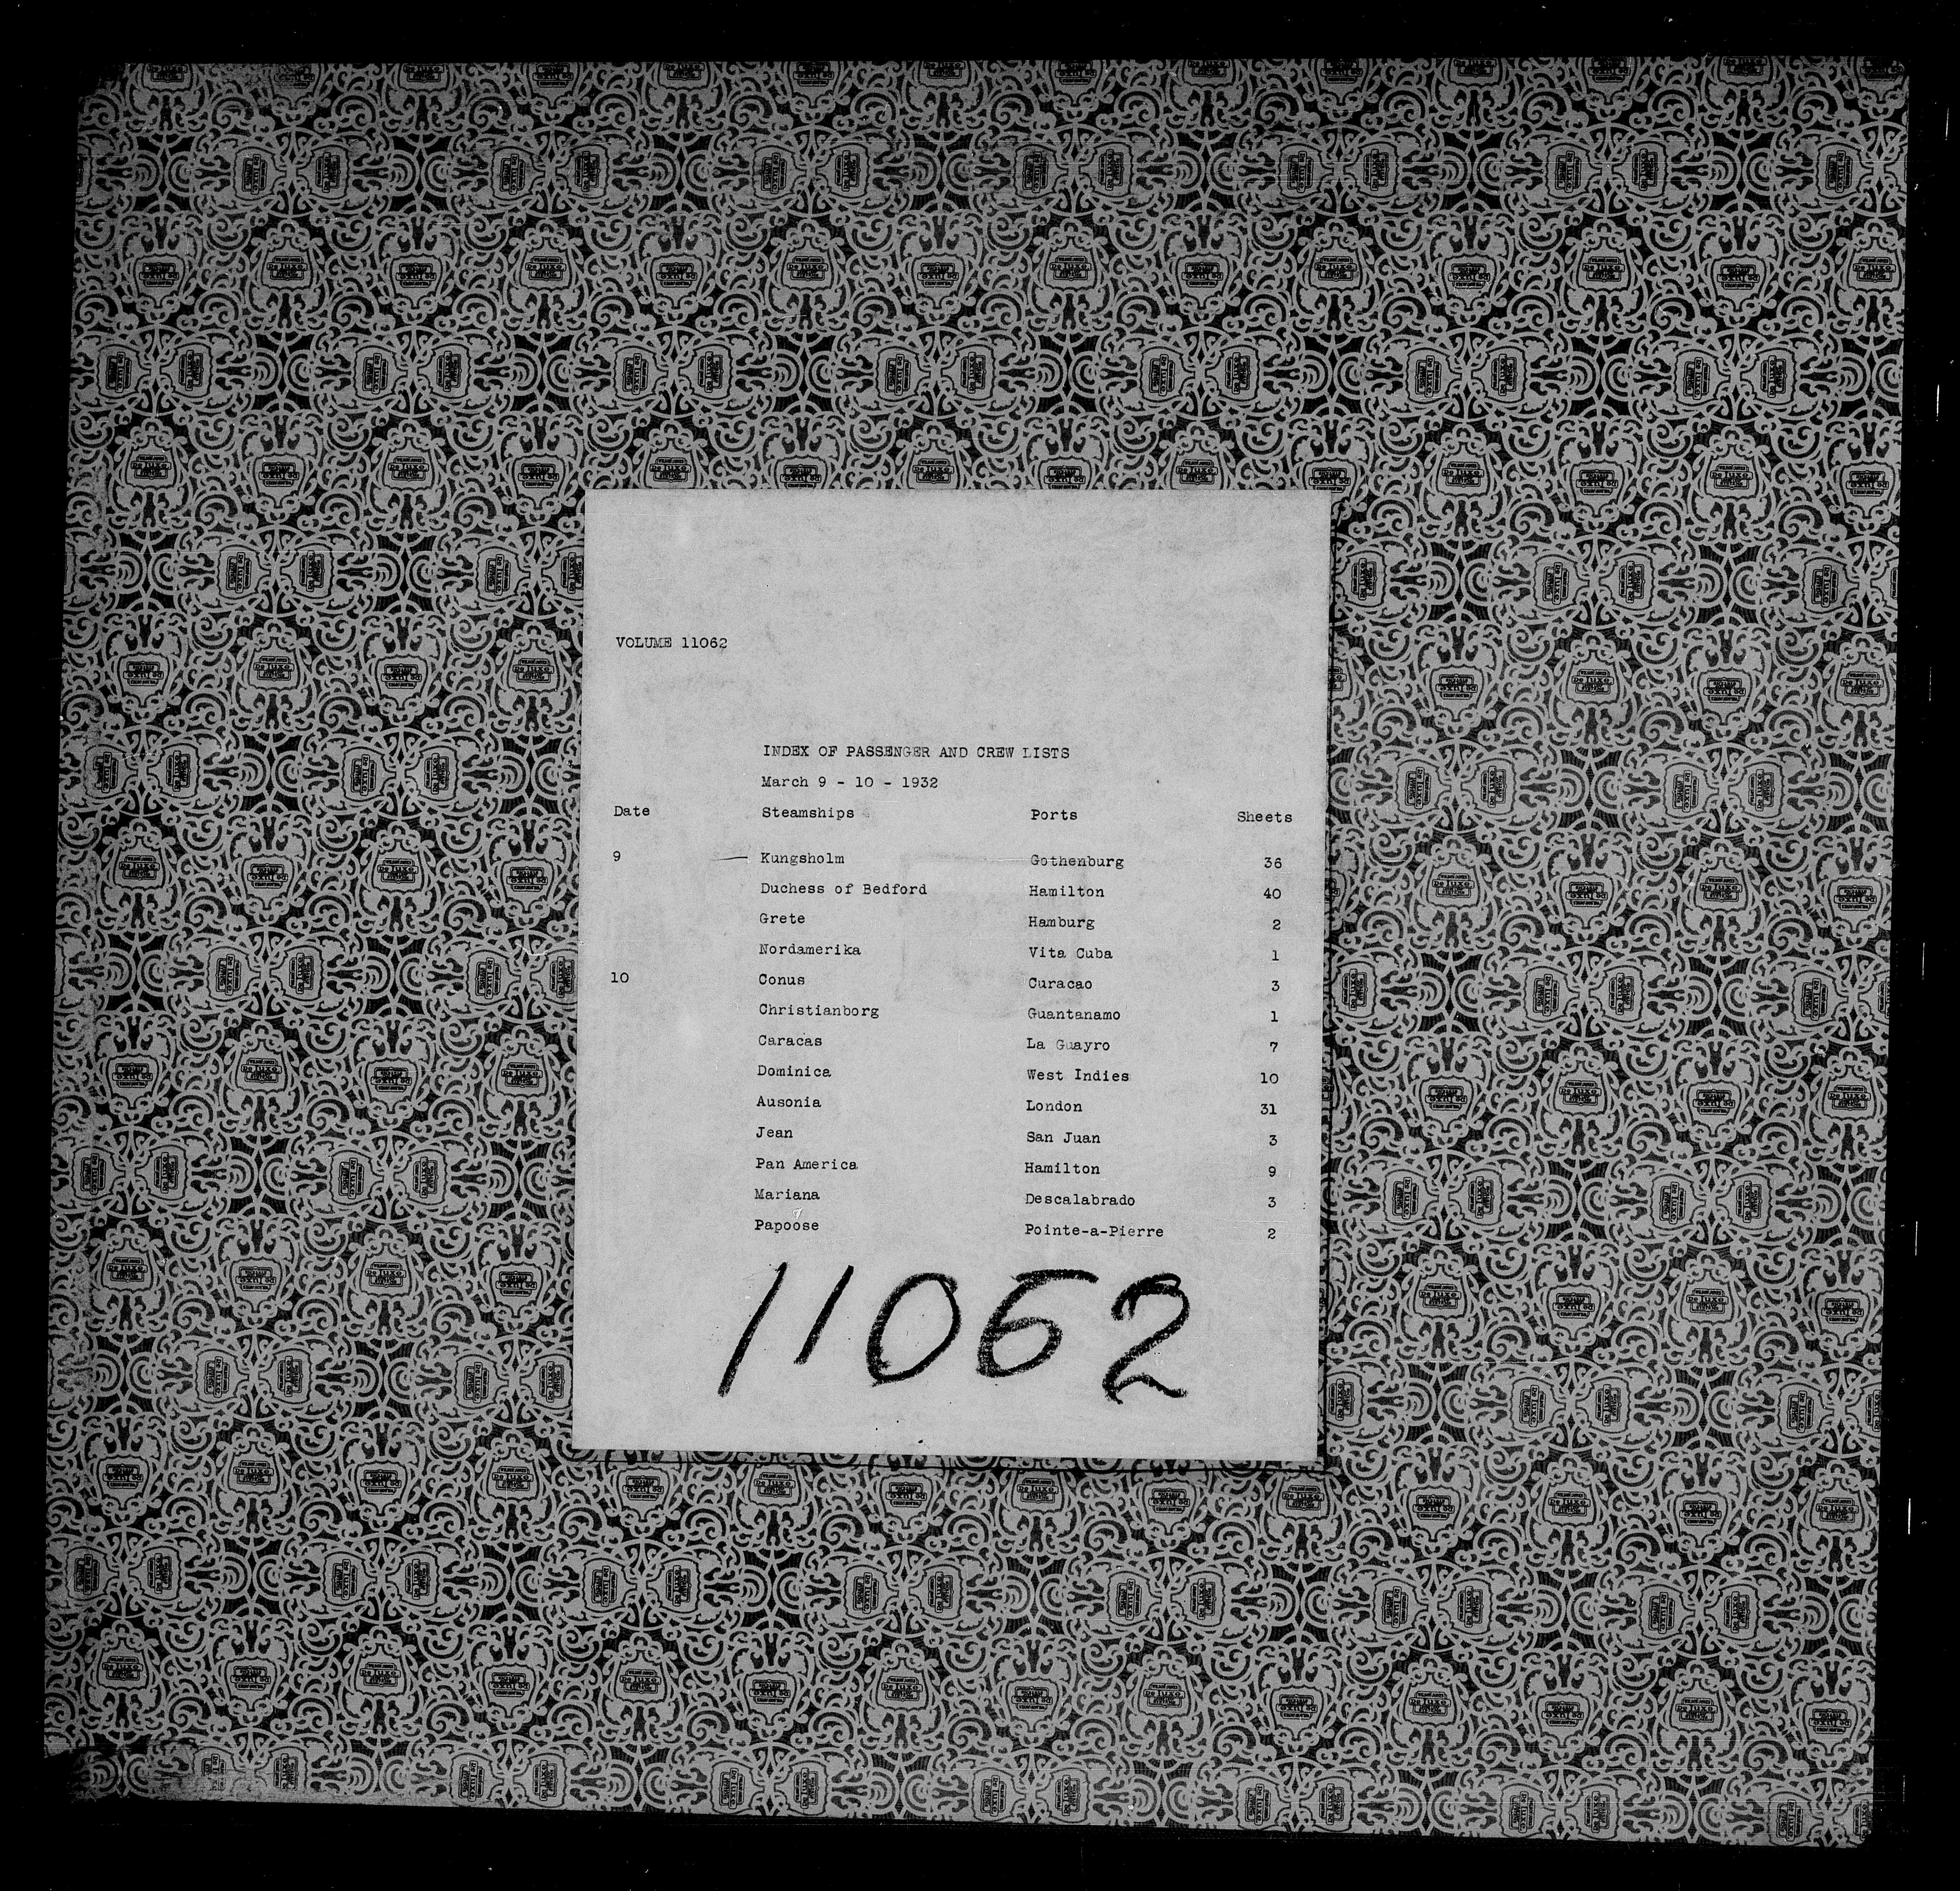 VOLUME 11062
INDEX OF PASSENGER AND CREW LISTS
March 9 - 10 - 1932
Date Steamships Ports Sheets
9 Kungsholm Gothenburg 36
Duchess of Bedford Hamilton 40
Grete Hamburg 2
Nordamerika Vita Cuba 1
10 Conus Curacao 3
Christianborg Guantanamo 1
Caracas La Guayro 7
Dominica West Indies 10
Ausonia London 31
Jean San Juan 3
Pan America Hamilton 9
Mariana Descalabrado 3
Papoose Pointe-a-Pierre 2
11062